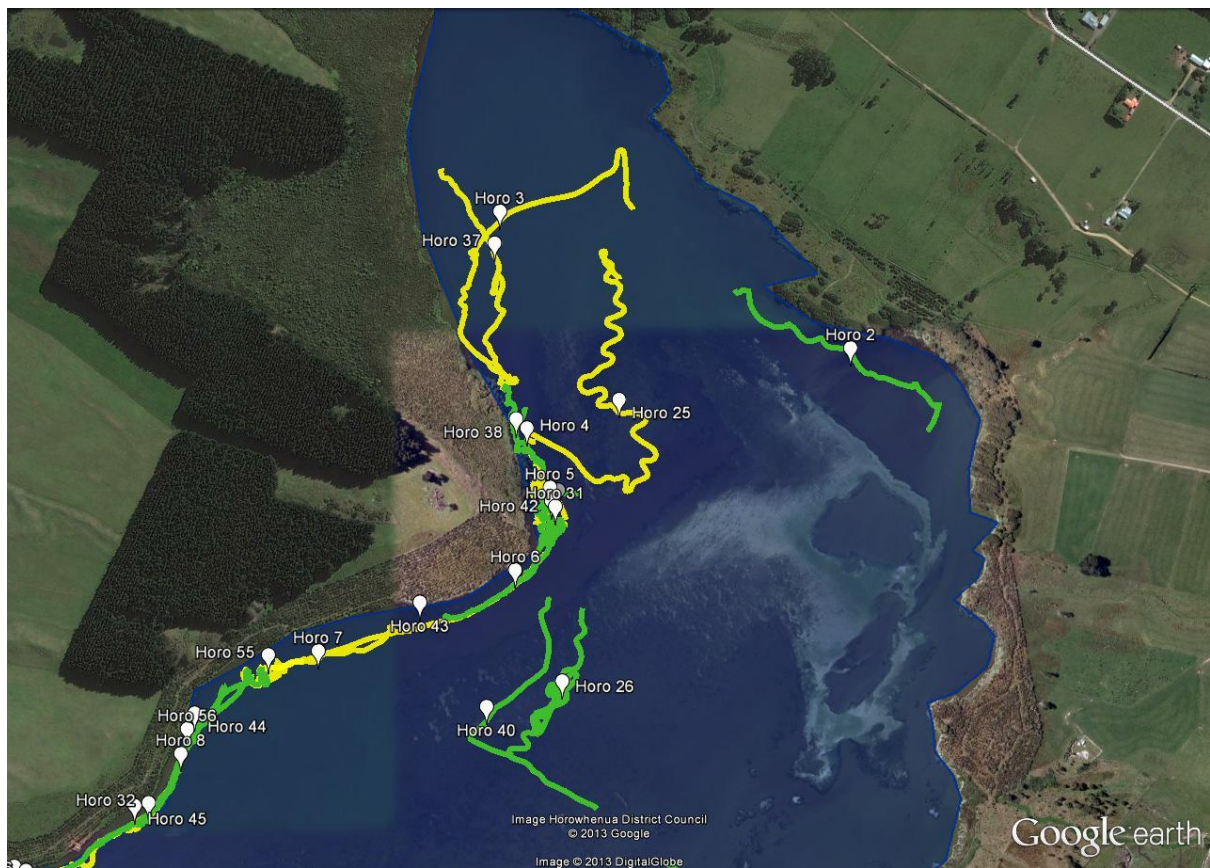 Horo 3
Horo 37
Horo 2
Horo 25
Horo 4
Horo 38
Horo 5
Horo 31
Horo 42
Horo 6
Horo 43
Horo 7
Horo 55
Horo 26
Horo 56
Horo 44
Horo 40
Horo 8
Horo 32
Horo 45
Image Horowhenua District Council
© 2013 Google
Google earth
Image © 2013 DigitalGlobe